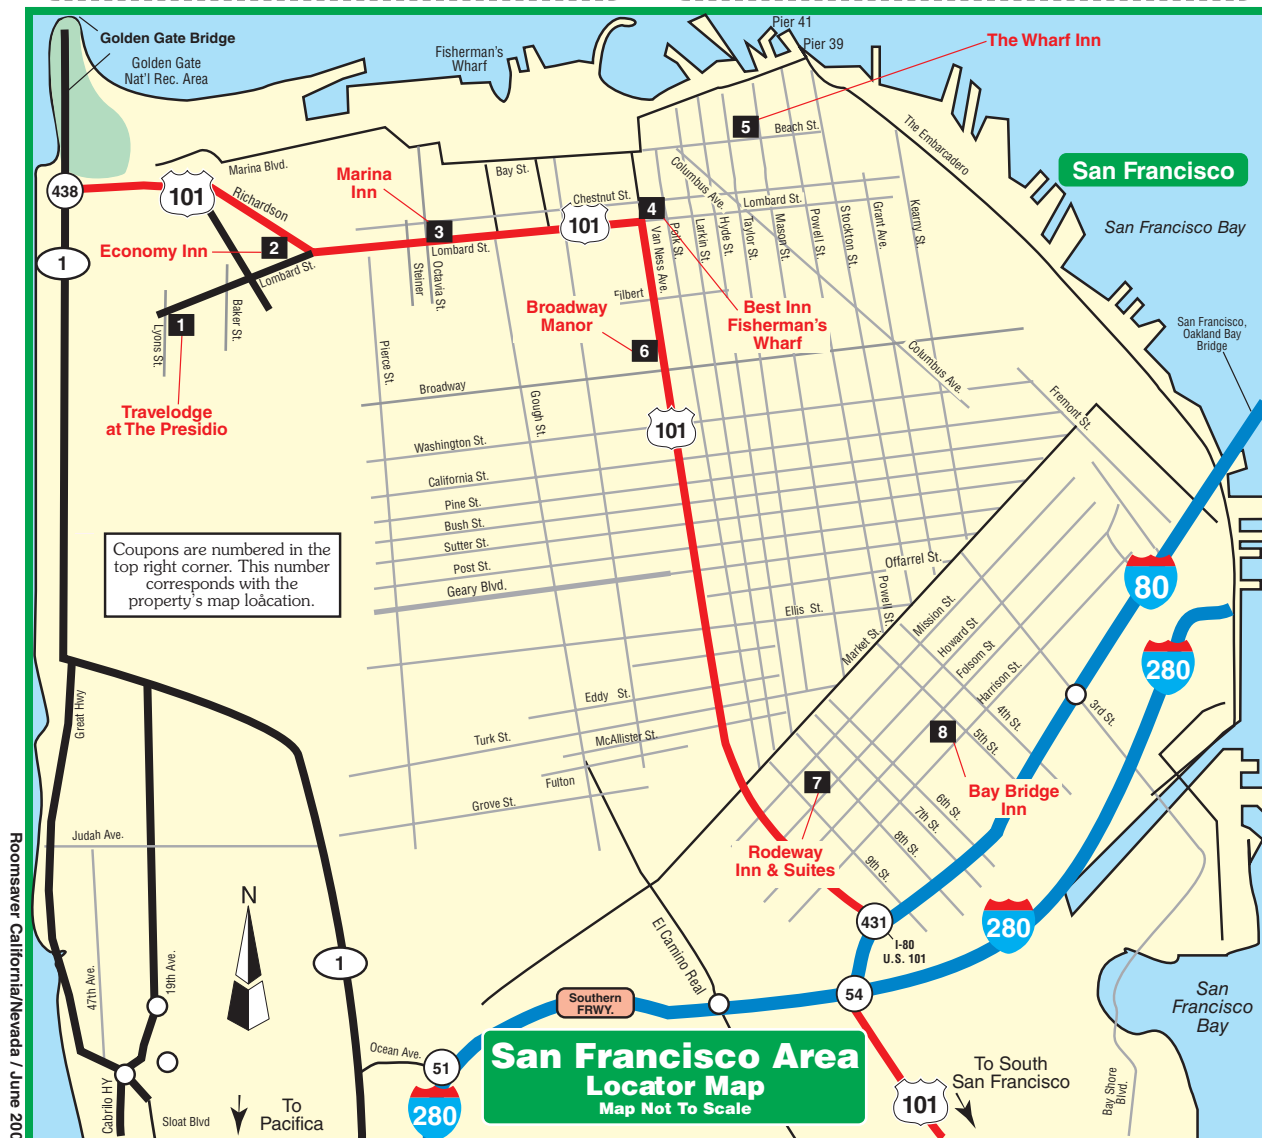 Golden Gate Bridge
Golden Gate
Nat'l Rec. Area
Fisherman's
Wharf
Pier 41
Pier 39
The Wharf Inn
5
Beach St.
The Embarcadero
San Francisco
San Francisco Bay
438
101
Marina Blvd.
Richardson
Marina
Inn
Bay St.
Chestnut St.
Columbus Ave.
Lombard St.
1
Economy Inn
2
3
Lombard St.
101
4
Lombard St.
Steiner
Octavia St.
Van Ness Ave.
Polk St.
Larkin St.
Hyde St.
Taylor St.
Mason St.
Powell St.
Stockton St.
Grant Ave.
Kearny St.
Filbert
1
Lyons St.
Baker St.
Broadway
Manor
6
Best Inn
Fisherman's
Wharf
San Francisco,
Oakland Bay
Bridge
Travelodge
at The Presidio
Pierce St.
Broadway
Gough St.
Columbus Ave.
Fremont St.
101
Washington St.
California St.
Pine St.
Bush St.
Sutter St.
Post St.
Geary Blvd.
Offarrel St.
Powell St.
Ellis St.
Coupons are numbered in the
top right corner. This number
corresponds with the
property's map loåcation.
80
280
Market St.
Mission St.
Howard St
Folsom St
Harrison St.
3rd St.
4th St.
5th St.
6th St.
7th St.
8th St.
9th St.
Great Hwy
Eddy St.
Turk St.
McAllister St.
Fulton
Grove St.
7
8
Bay Bridge
Inn
Rodeway
Inn & Suites
Judah Ave.
N
431
I-80
U.S. 101
280
El Camino Real
1
47th Ave.
19th Ave.
54
Southern
FRWY.
San
Francisco
Bay
Ocean Ave.
51
280
San Francisco Area
Locator Map
Map Not To Scale
To South
San Francisco
101
Bay Shore
Blvd.
Cabrilo HY
Sloat Blvd
To
Pacifica
Roomsaver California/Nevada / June 200